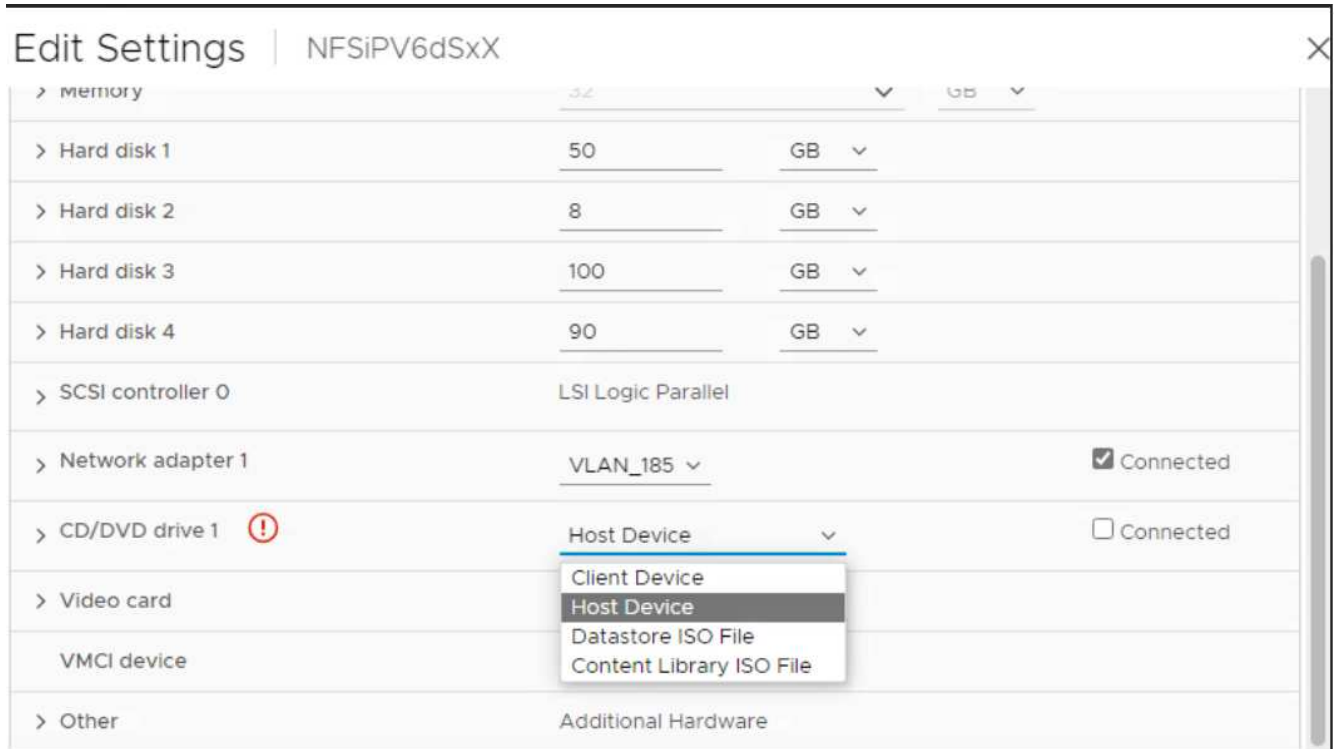 Edit Settings NFSiPV6dSxX
Memory 32 GB
Hard disk 1 50 GB
Hard disk 2 8 GB
Hard disk 3 100 GB
Hard disk 4 90 GB
SCSI controller 0 LSI Logic Parallel
Network adapter 1 VLAN_185 Connected
CD/DVD drive 1 Host Device Connected
Client Device
Host Device
Datastore ISO File
Content Library ISO File
Video card
VMCI device
Other Additional Hardware